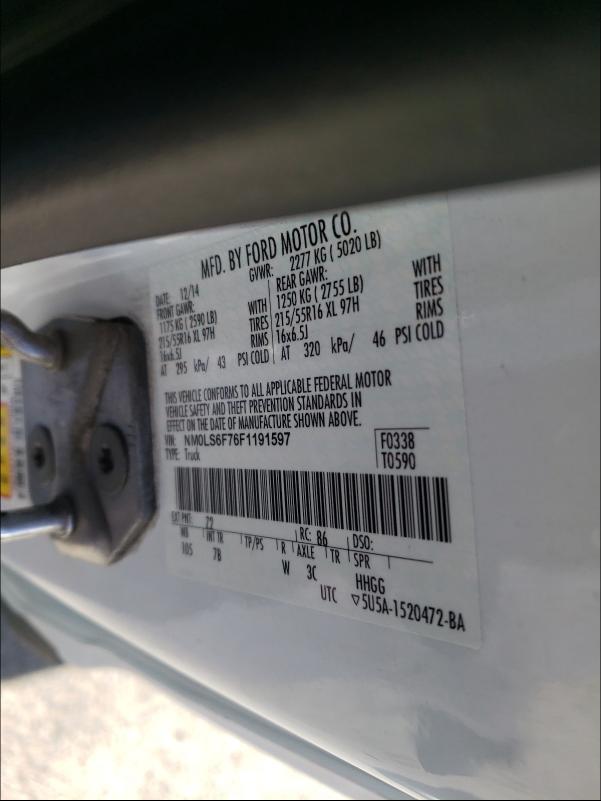 MFD. BY FORD MOTOR CO.
DATE: 12/14 GVWR: 2277 KG ( 5020 LB)
FRONT GAWR: REAR GAWR:
1175 KG ( 2590 LB) WITH 1250 KG ( 2755 LB) WITH
215/55R16 XL 97H TIRES 215/55R16 XL 97H TIRES
16x6.5J RIMS 16x6.5J RIMS
AT 295 kPa/ 43 PSI COLD AT 320 kPa/ 46 PSI COLD
THIS VEHICLE CONFORMS TO ALL APPLICABLE FEDERAL MOTOR
VEHICLE SAFETY AND THEFT PREVENTION STANDARDS IN
EFFECT ON THE DATE OF MANUFACTURE SHOWN ABOVE.
VIN: NM0LS6F76F1191597 F0338
TYPE: Truck T0590
EXT PNT: 22 RC: 86 DSO:
WB INT TR TP/PS R AXLE TR SPR
105 7B W 3C HHGG
UTC ▽5U5A-1520472-BA